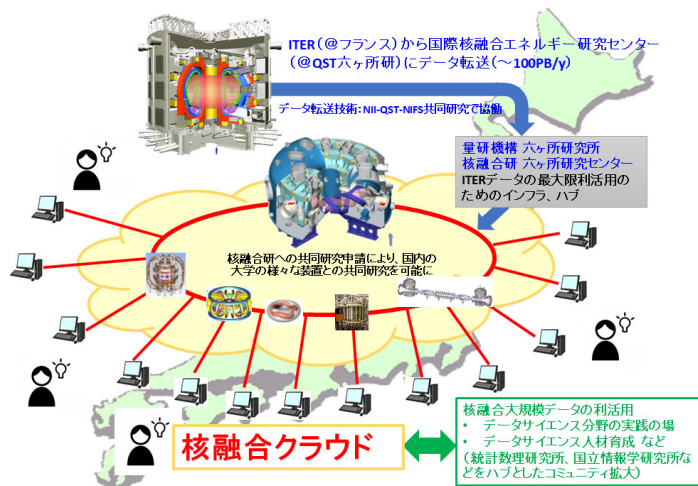 ITER(@フランス)から国際核融合エネルギー研究センター
(@QST六ヶ所研)にデータ転送(～100PB/y)
データ転送技術:NII-QST-NIFS共同研究で協働
量研機構 六ヶ所研究所
核融合研 六ヶ所研究センター
ITERデータの最大限利活用の
ためのインフラ、ハブ
核融合研への共同研究申請により、国内の
大学の様々な装置との共同研究を可能に
核融合クラウド
核融合大規模データの利活用
• データサイエンス分野の実践の場
• データサイエンス人材育成 など
(統計数理研究所、国立情報学研究所な
どをハブとしたコミュニティ拡大)